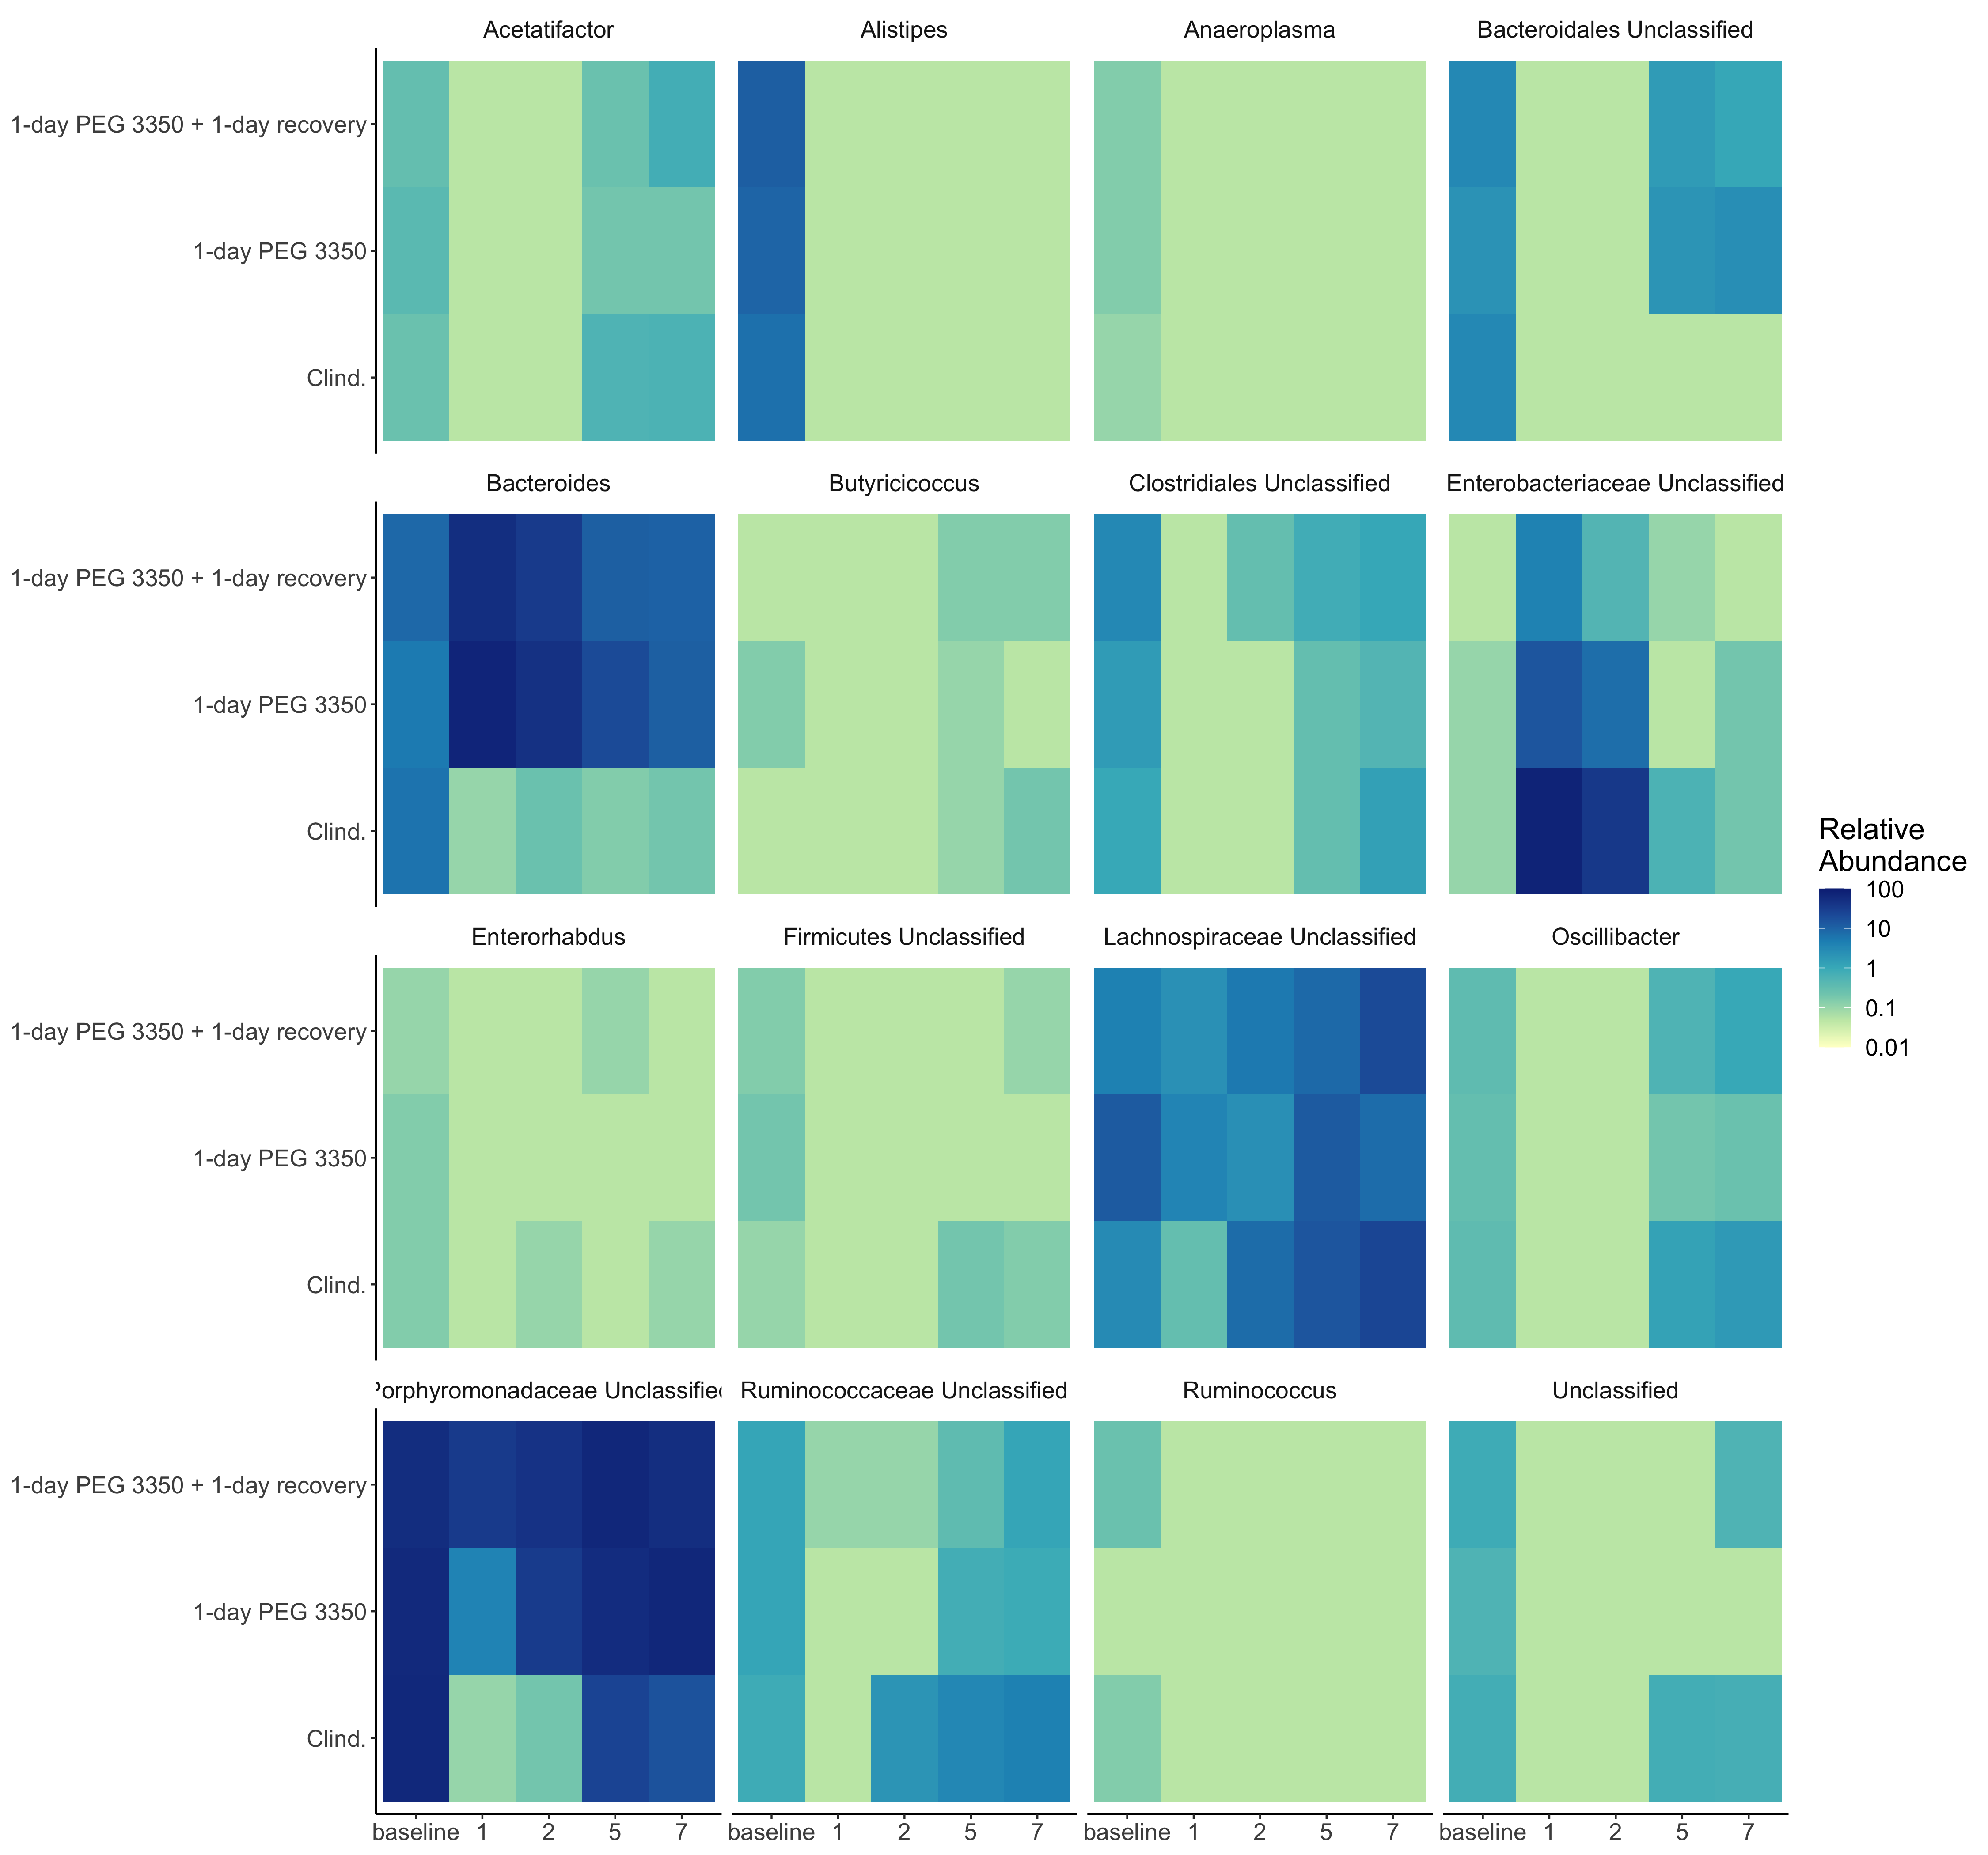 Acetatifactor Alistipes Anaeroplasma Bacteroidales Unclassified
1-day PEG 3350 + 1-day recovery
1-day PEG 3350
Clind.
Bacteroides Butyricicoccus Clostridiales Unclassified Enterobacteriaceae Unclassified
1-day PEG 3350 + 1-day recovery
1-day PEG 3350
Clind.
Enterorhabdus Firmicutes Unclassified Lachnospiraceae Unclassified Oscillibacter
1-day PEG 3350 + 1-day recovery
1-day PEG 3350
Clind.
Porphyromonadaceae Unclassified Ruminococcaceae Unclassified Ruminococcus Unclassified
1-day PEG 3350 + 1-day recovery
1-day PEG 3350
Clind.
baseline 1 2 5 7 baseline 1 2 5 7 baseline 1 2 5 7 baseline 1 2 5 7
Relative
Abundance
100
10
1
0.1
0.01